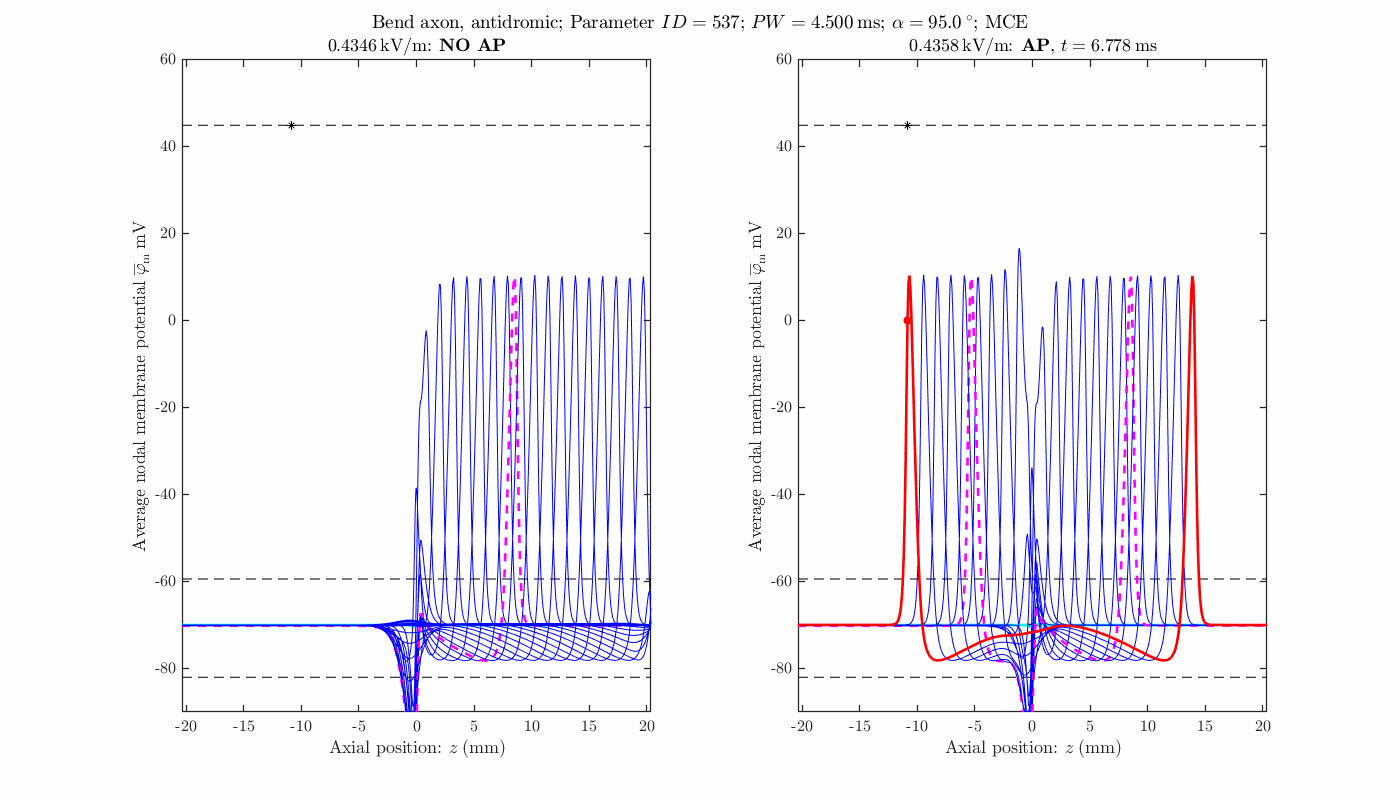 Bend axon, antidromic; Parameter ID = 537; PW = 4.500 ms; α = 95.0 °; MCE
0.4346 kV/m: NO AP
60
40
20
0
-20
-40
-60
-80
-20 -15 -10 -5 0 5 10 15 20
Average nodal membrane potential φ̅m mV
Axial position: z (mm)
0.4358 kV/m: AP, t = 6.778 ms
60
40
20
0
-20
-40
-60
-80
-20 -15 -10 -5 0 5 10 15 20
Average nodal membrane potential φ̅m mV
Axial position: z (mm)